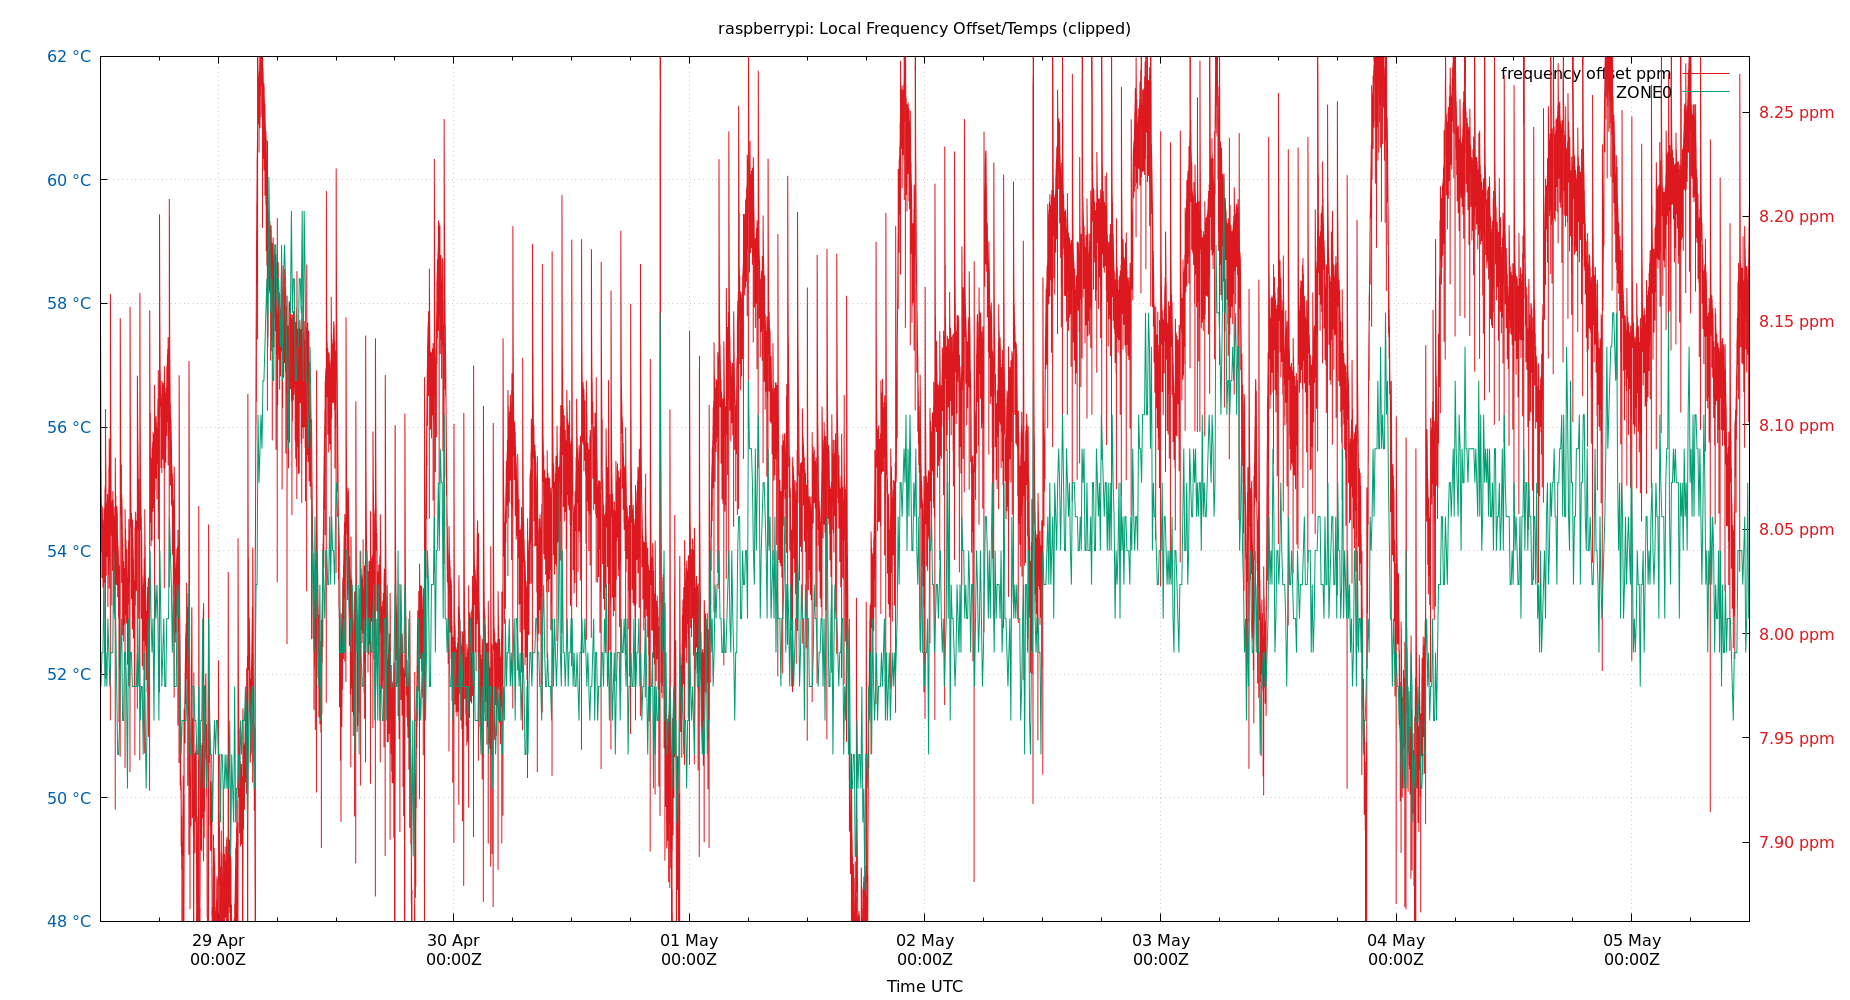 raspberrypi: Local Frequency Offset/Temps (clipped)
62 °C
60 °C
58 °C
56 °C
54 °C
52 °C
50 °C
48 °C
frequency offset ppm
ZONE0
8.25 ppm
8.20 ppm
8.15 ppm
8.10 ppm
8.05 ppm
8.00 ppm
7.95 ppm
7.90 ppm
29 Apr
00:00Z
30 Apr
00:00Z
01 May
00:00Z
02 May
00:00Z
03 May
00:00Z
04 May
00:00Z
05 May
00:00Z
Time UTC